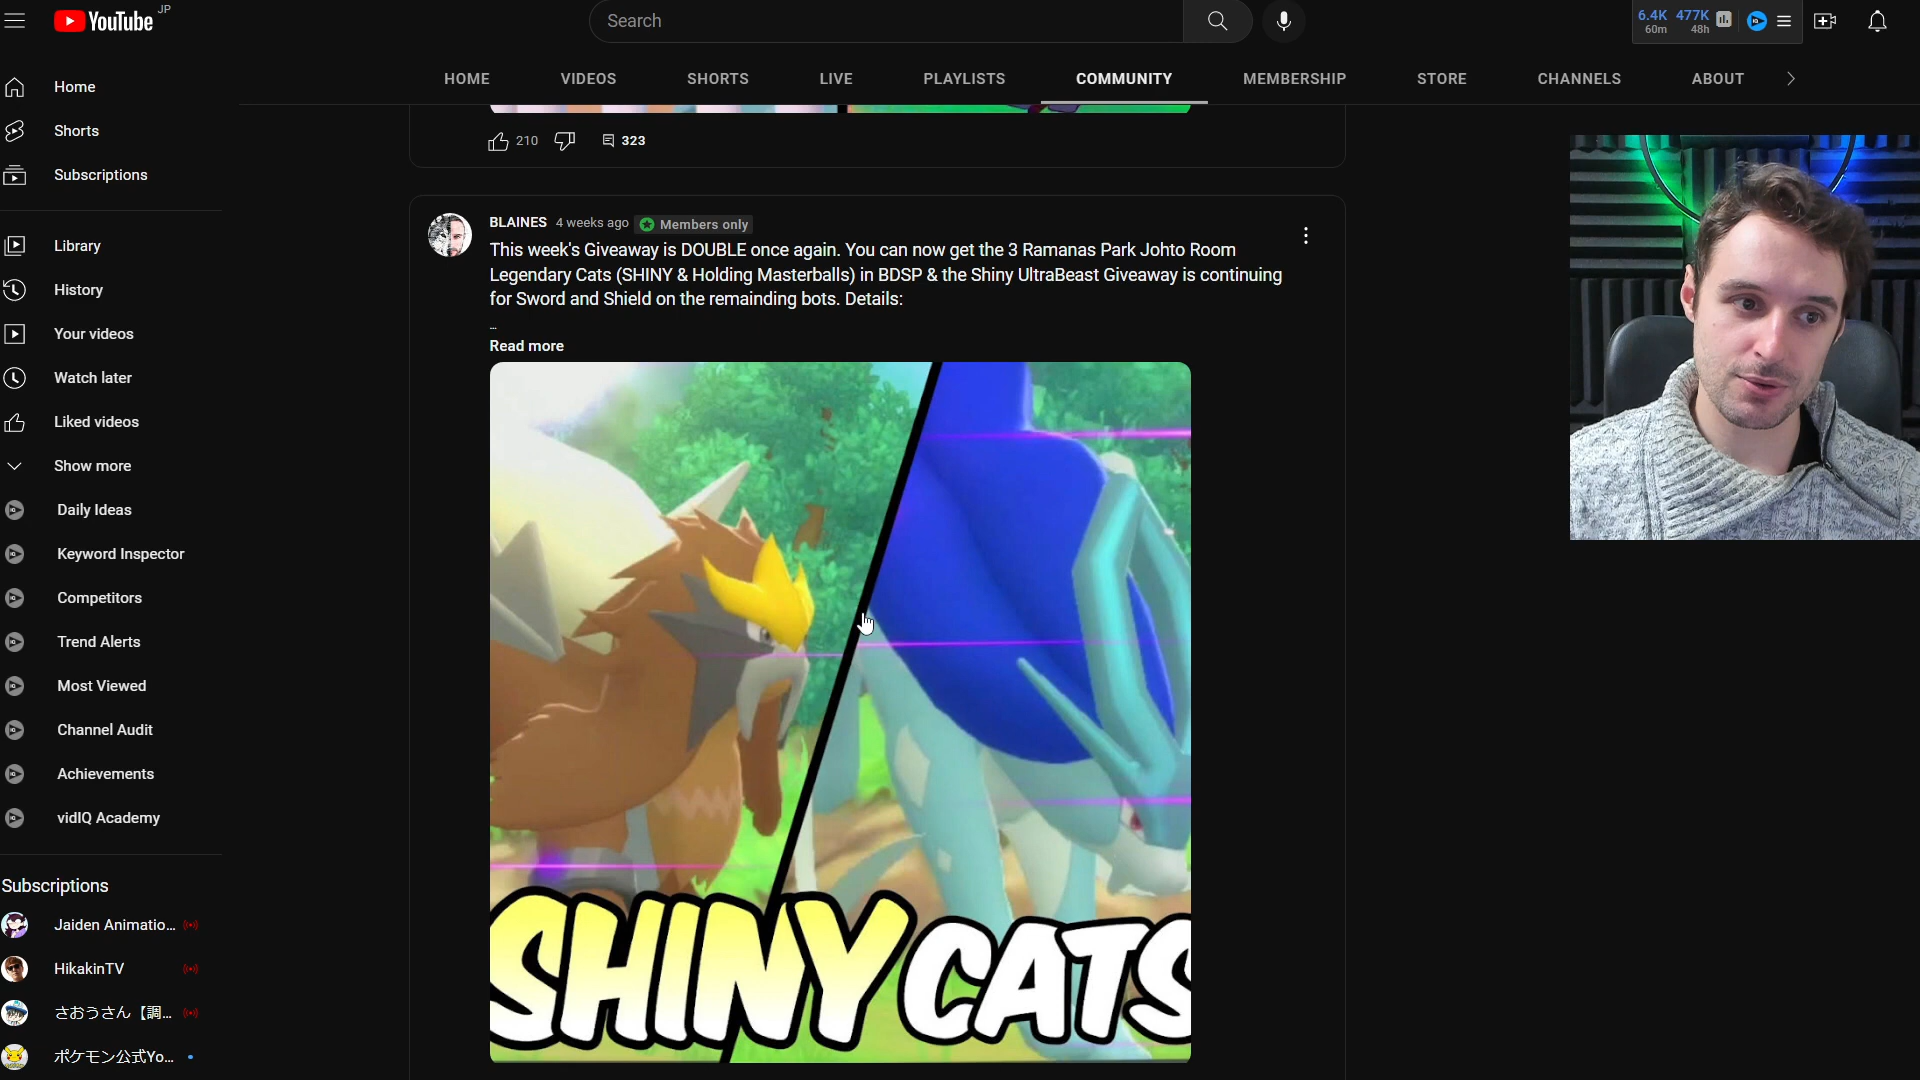 YouTube JP
Search
6.4K 60m
477K 48h
HOME
VIDEOS
SHORTS
LIVE
PLAYLISTS
COMMUNITY
MEMBERSHIP
STORE
CHANNELS
ABOUT
Home
Shorts
Subscriptions
Library
History
Your videos
Watch later
Liked videos
Show more
Daily Ideas
Keyword Inspector
Competitors
Trend Alerts
Most Viewed
Channel Audit
Achievements
vidIQ Academy
Subscriptions
Jaiden Animatio...
HikakinTV
さおうさん【調...
ポケモン公式Yo...
210
323
BLAINES 4 weeks ago Members only
This week's Giveaway is DOUBLE once again. You can now get the 3 Ramanas Park Johto Room
Legendary Cats (SHINY & Holding Masterballs) in BDSP & the Shiny UltraBeast Giveaway is continuing
for Sword and Shield on the remainding bots. Details:
...
Read more
SHINY CATS